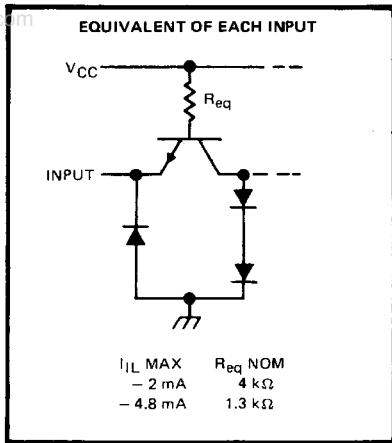 EQUIVALENT OF EACH INPUT
om
VCC
Req
INPUT
IIL MAX Req NOM
− 2 mA 4 kΩ
− 4.8 mA 1.3 kΩ